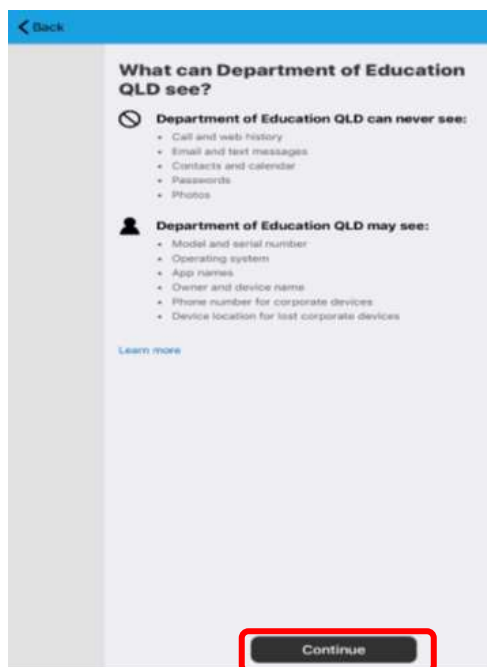 Back
What can Department of Education
QLD see?
Department of Education QLD can never see:
• Call and web history
• Email and text messages
• Contacts and calendar
• Passwords
• Photos
Department of Education QLD may see:
• Model and serial number
• Operating system
• App names
• Owner and device name
• Phone number for corporate devices
• Device location for lost corporate devices
Learn more
Continue